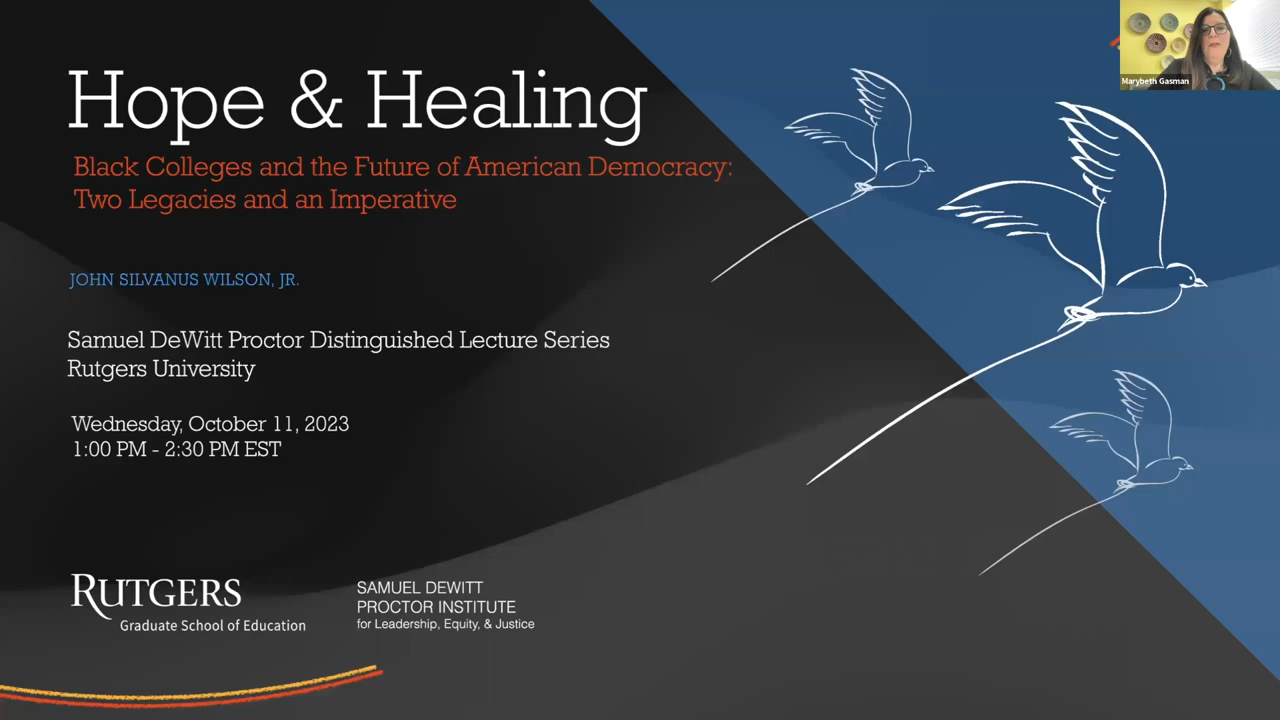 Hope & Healing
Black Colleges and the Future of American Democracy:
Two Legacies and an Imperative
JOHN SILVANUS WILSON, JR.
Samuel DeWitt Proctor Distinguished Lecture Series
Rutgers University
Wednesday, October 11, 2023
1:00 PM - 2:30 PM EST
RUTGERS
Graduate School of Education
SAMUEL DEWITT
PROCTOR INSTITUTE
for Leadership, Equity, & Justice
Marybeth Gasman